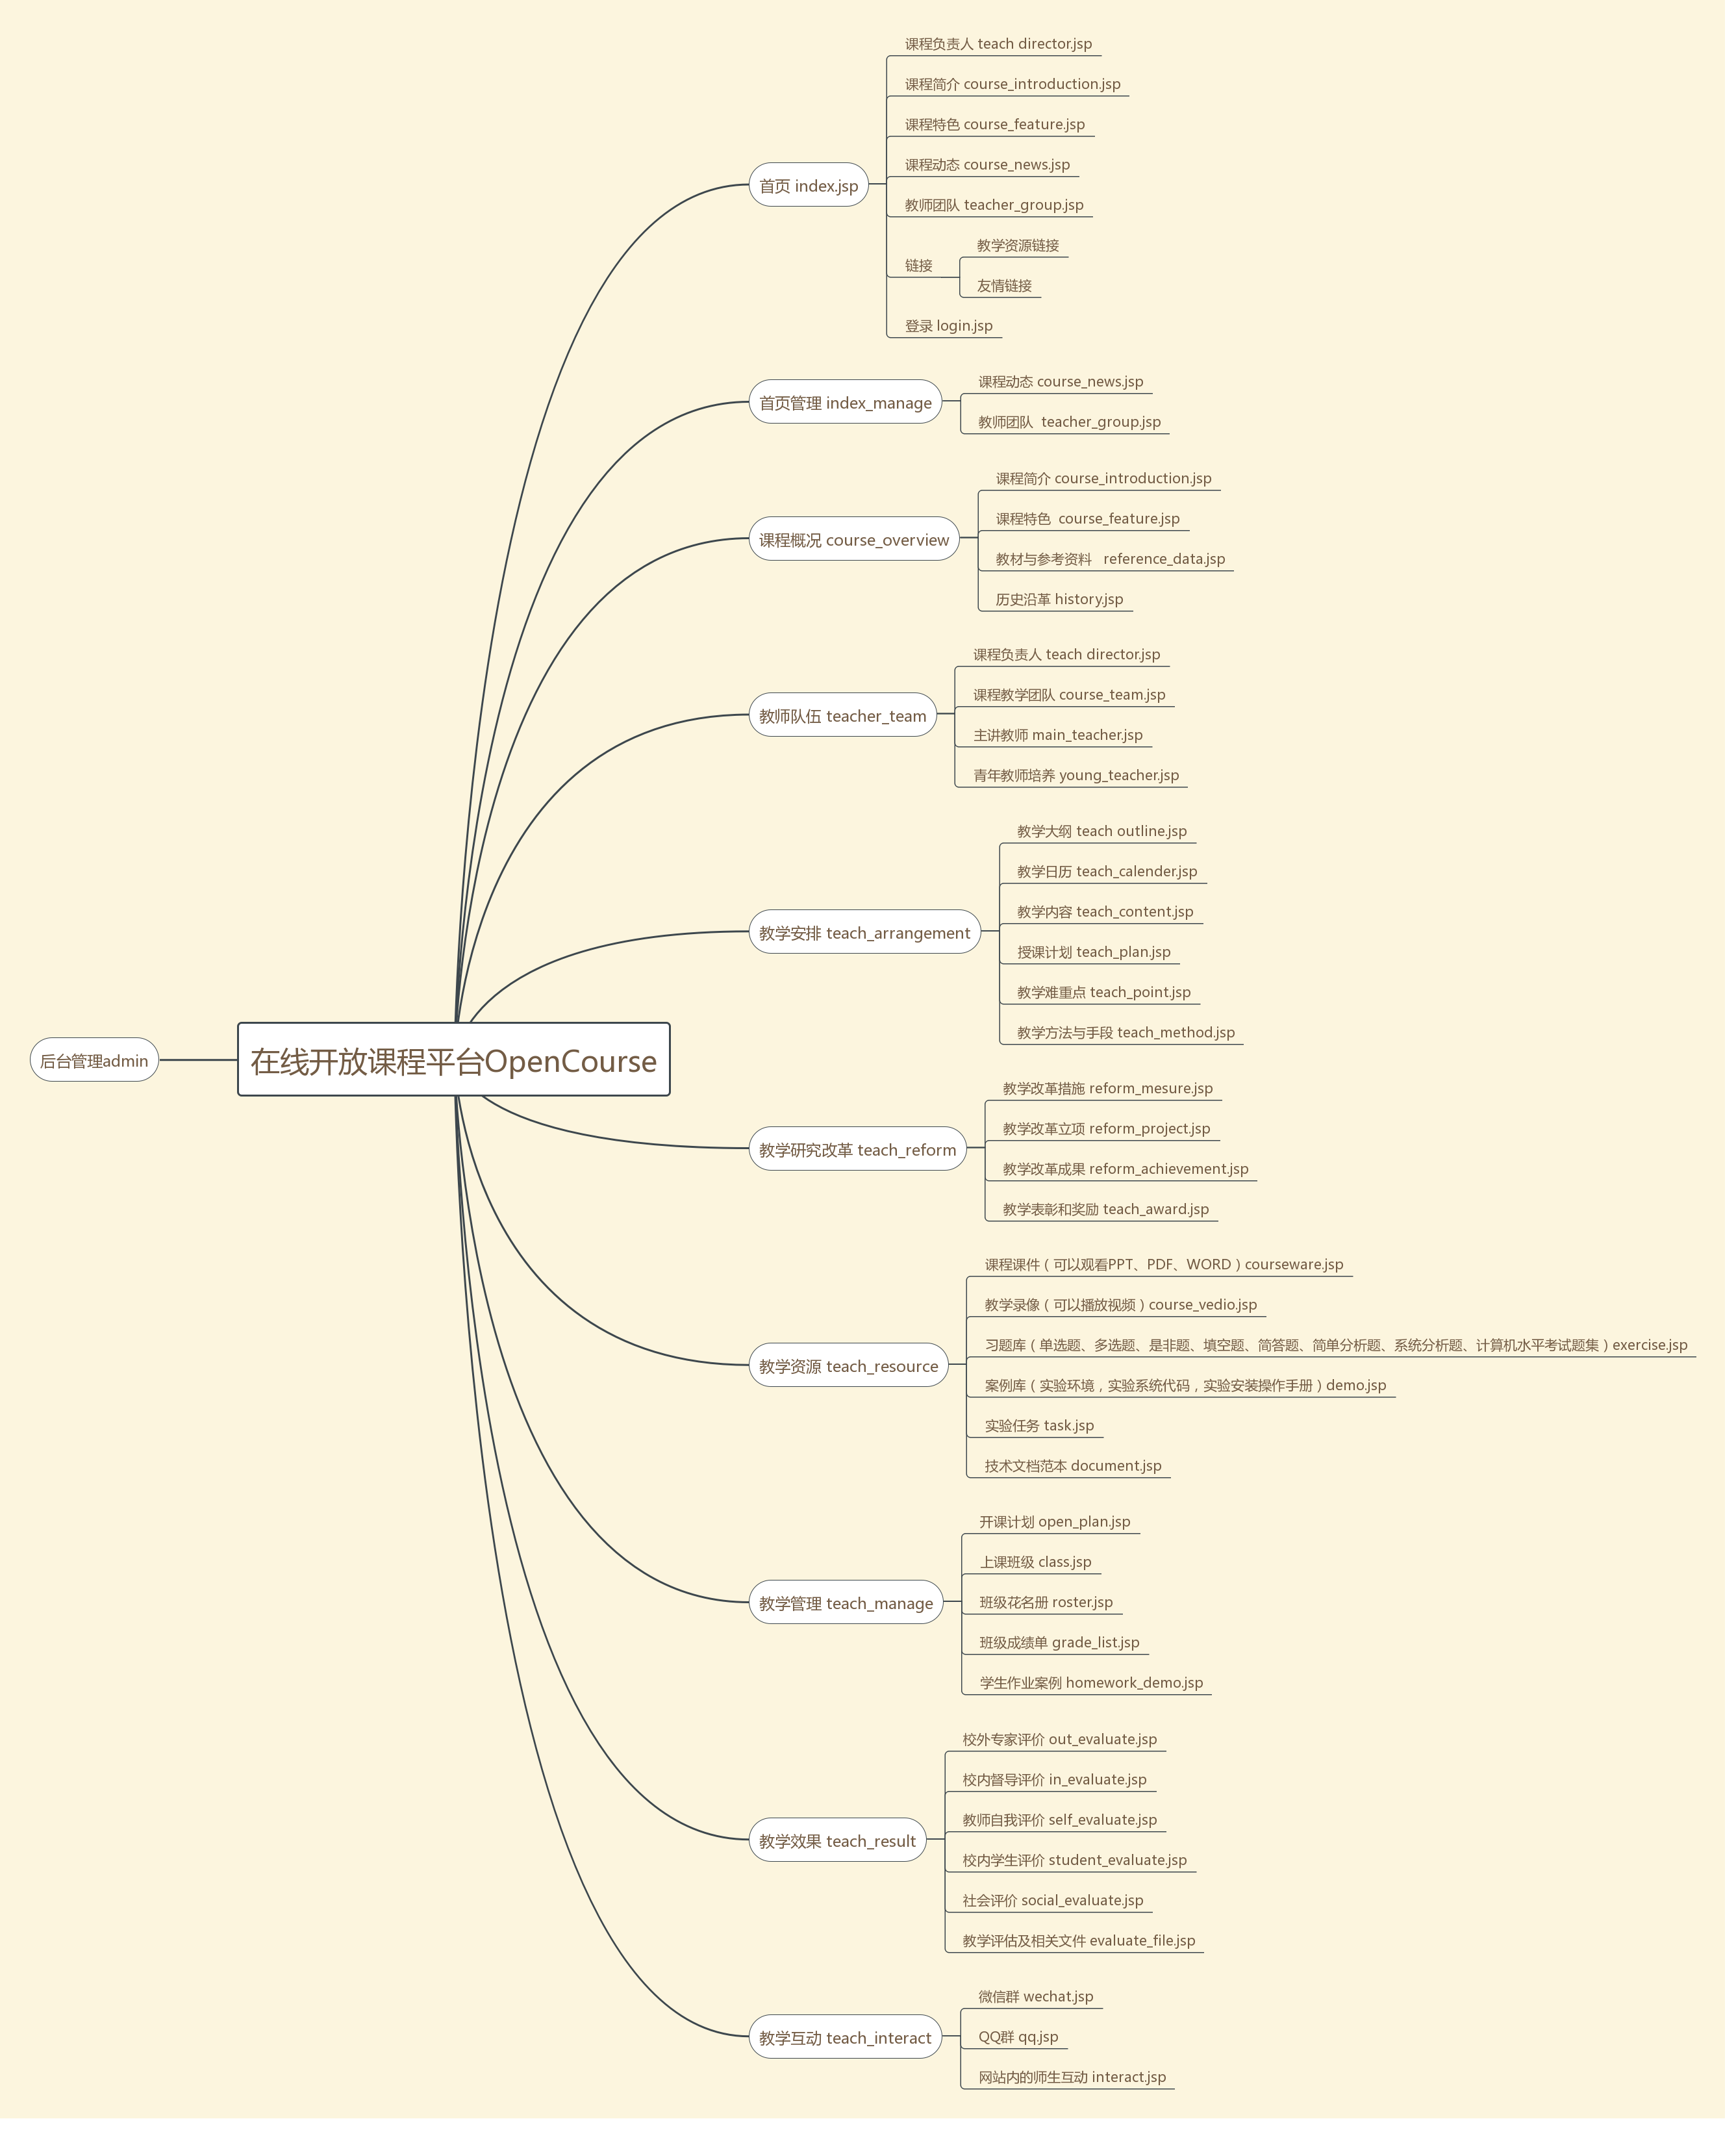 课程负责人 teach director.jsp
课程简介 course_introduction.jsp
课程特色 course_feature.jsp
课程动态 course_news.jsp
首页 index.jsp
教师团队 teacher_group.jsp
教学资源链接
链接
友情链接
登录 login.jsp
课程动态 course_news.jsp
首页管理 index_manage
教师团队  teacher_group.jsp
课程简介 course_introduction.jsp
课程特色  course_feature.jsp
课程概况 course_overview
教材与参考资料   reference_data.jsp
历史沿革 history.jsp
课程负责人 teach director.jsp
课程教学团队 course_team.jsp
教师队伍 teacher_team
主讲教师 main_teacher.jsp
青年教师培养 young_teacher.jsp
教学大纲 teach outline.jsp
教学日历 teach_calender.jsp
教学内容 teach_content.jsp
教学安排 teach_arrangement
授课计划 teach_plan.jsp
教学难重点 teach_point.jsp
教学方法与手段 teach_method.jsp
后台管理admin
在线开放课程平台OpenCourse
教学改革措施 reform_mesure.jsp
教学改革立项 reform_project.jsp
教学研究改革 teach_reform
教学改革成果 reform_achievement.jsp
教学表彰和奖励 teach_award.jsp
课程课件（可以观看PPT、PDF、WORD）courseware.jsp
教学录像（可以播放视频）course_vedio.jsp
习题库（单选题、多选题、是非题、填空题、简答题、简单分析题、系统分析题、计算机水平考试题集）exercise.jsp
教学资源 teach_resource
案例库（实验环境，实验系统代码，实验安装操作手册）demo.jsp
实验任务 task.jsp
技术文档范本 document.jsp
开课计划 open_plan.jsp
上课班级 class.jsp
班级花名册 roster.jsp
教学管理 teach_manage
班级成绩单 grade_list.jsp
学生作业案例 homework_demo.jsp
校外专家评价 out_evaluate.jsp
校内督导评价 in_evaluate.jsp
教师自我评价 self_evaluate.jsp
教学效果 teach_result
校内学生评价 student_evaluate.jsp
社会评价 social_evaluate.jsp
教学评估及相关文件 evaluate_file.jsp
微信群 wechat.jsp
教学互动 teach_interact
QQ群 qq.jsp
网站内的师生互动 interact.jsp